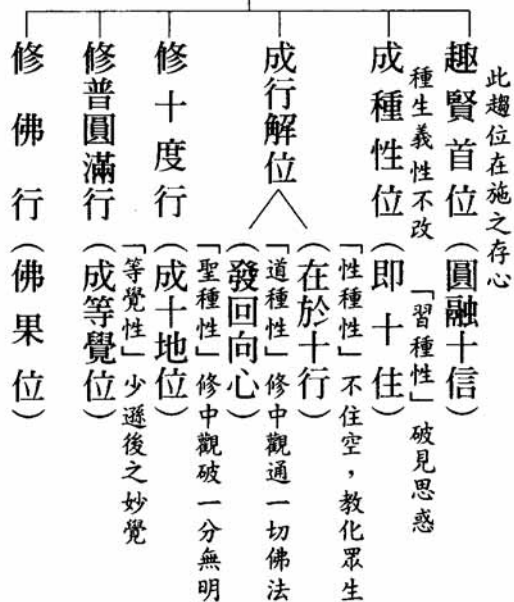 此趨位在施之存心
趣賢首位（圓融十信）
種生義性不改 「習種性」破見思惑
成種性位（即十住）
「性種性」不住空，教化眾生
成行解位
（在於十行）
「道種性」修中觀通一切佛法
（發回向心）
「聖種性」修中觀破一分無明
修十度行（成十地位）
「等覺性」少遜後之妙覺
修普圓滿行（成等覺位）
修佛行（佛果位）